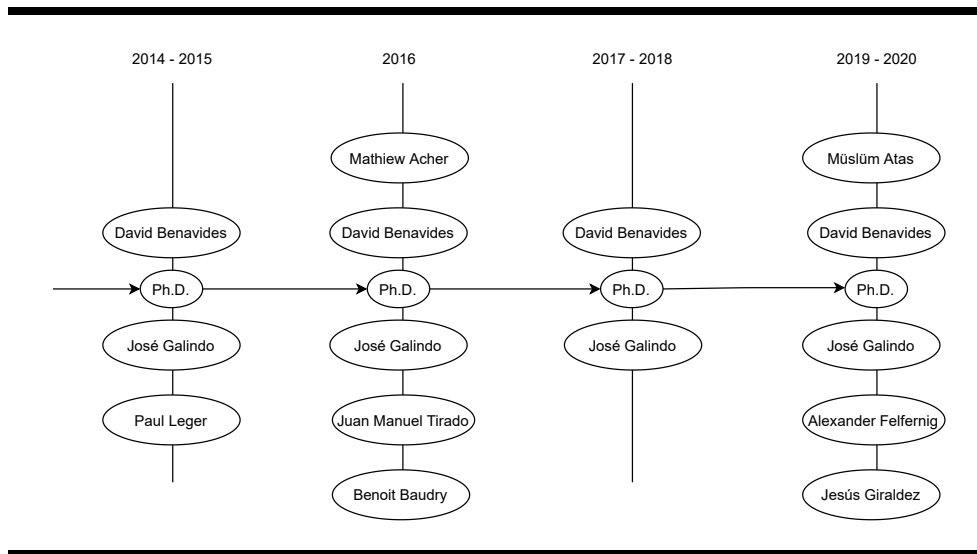 2014 - 2015
2016
2017 - 2018
2019 - 2020
Mathiew Acher
Müslüm Atas
David Benavides
David Benavides
David Benavides
David Benavides
Ph.D.
Ph.D.
Ph.D.
Ph.D.
José Galindo
José Galindo
José Galindo
José Galindo
Paul Leger
Juan Manuel Tirado
Alexander Felfernig
Benoit Baudry
Jesús Giraldez